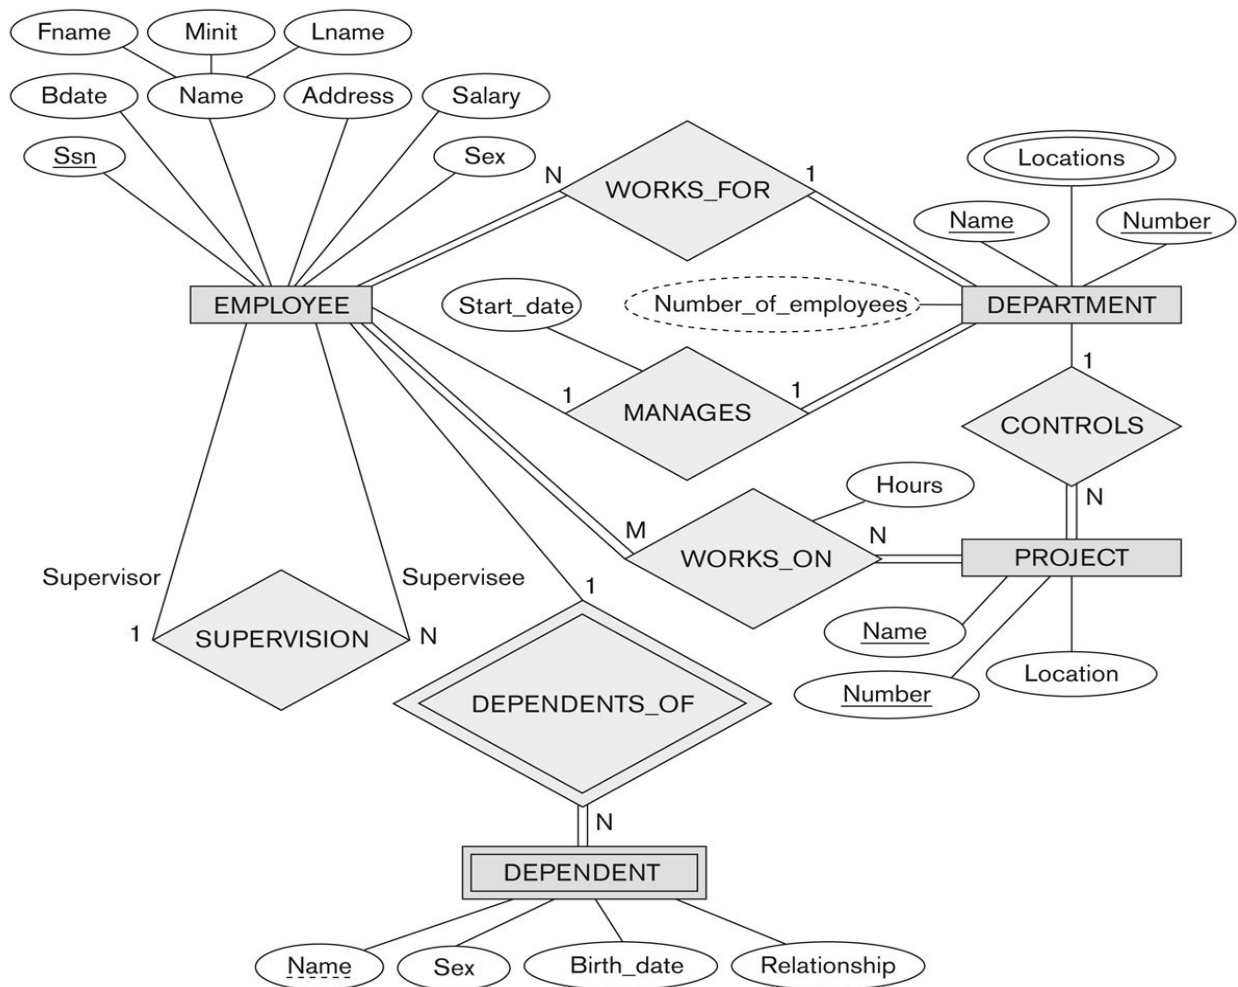 Fname
Minit
Lname
Bdate
Name
Address
Salary
Ssn
Sex
N
WORKS_FOR
1
Locations
Name
Number
EMPLOYEE
Start_date
Number_of_employees
DEPARTMENT
1
MANAGES
1
1
CONTROLS
N
Hours
M
WORKS_ON
N
PROJECT
Supervisor
Supervisee
1
SUPERVISION
N
1
Name
Number
Location
DEPENDENTS_OF
N
DEPENDENT
Name
Sex
Birth_date
Relationship